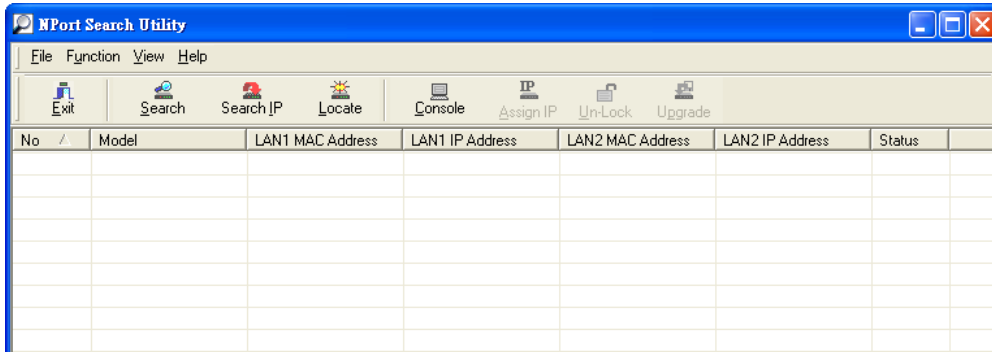 NPort Search Utility
File Function View Help
Exit Search Search IP Locate Console Assign IP Un-Lock Upgrade
No Model LAN1 MAC Address LAN1 IP Address LAN2 MAC Address LAN2 IP Address Status